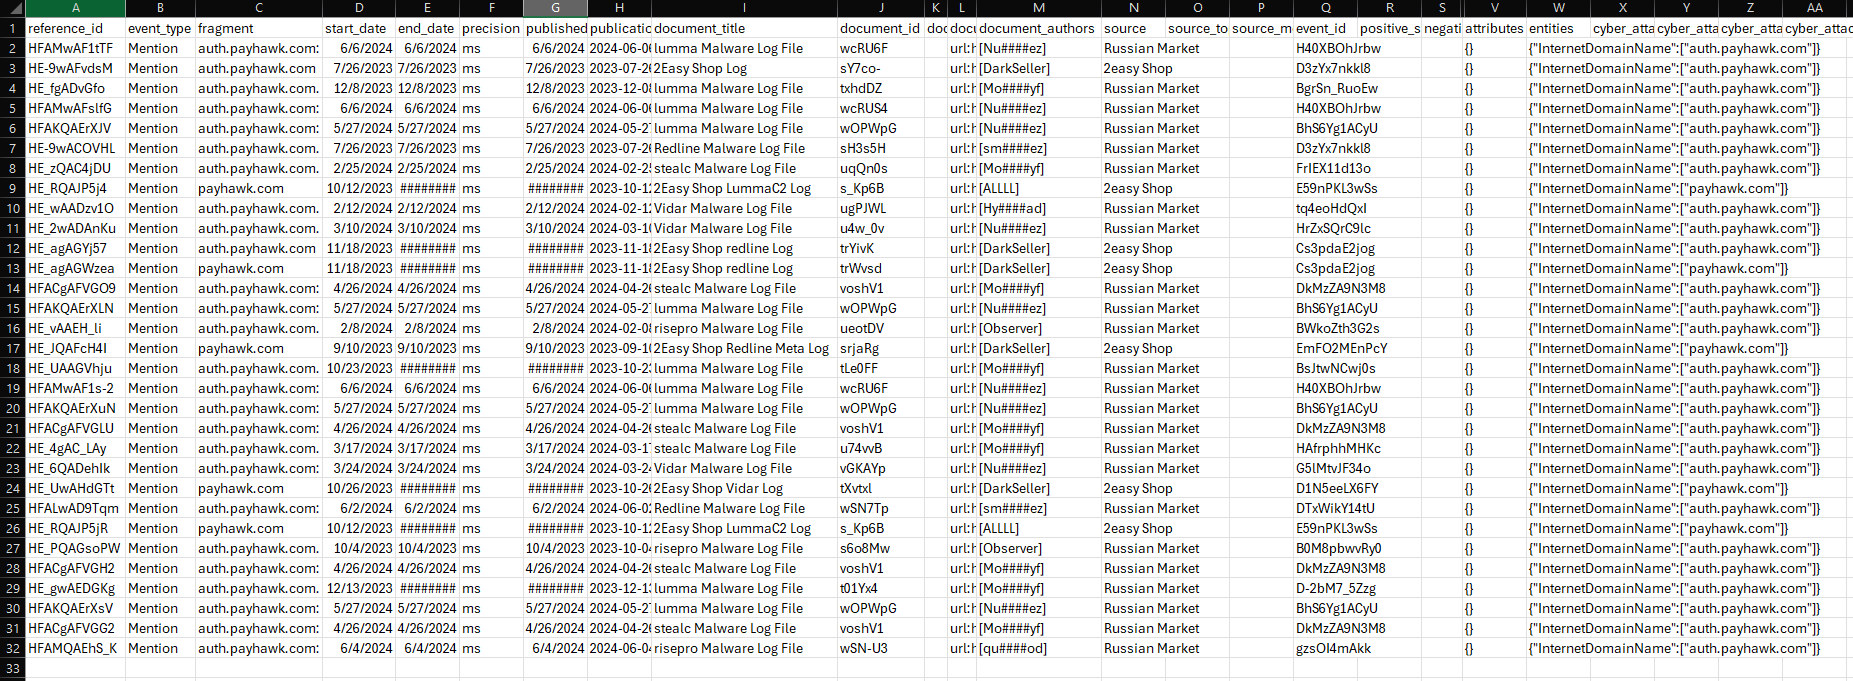 A B C D E F G H I J K L M N O P Q R S V W X Y Z AA
1 reference_id event_type fragment start_date end_date precision published publicatio document_title document_id doc docu document_authors source source_to source_m event_id positive_s negati attributes entities cyber_atta cyber_atta cyber_atta cyber_attac
2 HFAMwAF1tTF Mention auth.payhawk.com: 6/6/2024 6/6/2024 ms 6/6/2024 2024-06-06 lumma Malware Log File wcRU6F url:h [Nu####ez] Russian Market H40XBOhJrbw {} {"InternetDomainName":["auth.payhawk.com"]}
3 HE-9wAFvdsM Mention auth.payhawk.com 7/26/2023 7/26/2023 ms 7/26/2023 2023-07-26 2Easy Shop Log sY7co- url:h [DarkSeller] 2easy Shop D3zYx7nkkl8 {} {"InternetDomainName":["auth.payhawk.com"]}
4 HE_fgADvGfo Mention auth.payhawk.com. 12/8/2023 12/8/2023 ms 12/8/2023 2023-12-08 lumma Malware Log File txhdDZ url:h [Mo####yf] Russian Market BgrSn_RuoEw {} {"InternetDomainName":["auth.payhawk.com"]}
5 HFAMwAFslfG Mention auth.payhawk.com: 6/6/2024 6/6/2024 ms 6/6/2024 2024-06-06 lumma Malware Log File wcRUS4 url:h [Nu####ez] Russian Market H40XBOhJrbw {} {"InternetDomainName":["auth.payhawk.com"]}
6 HFAKQAErXJV Mention auth.payhawk.com: 5/27/2024 5/27/2024 ms 5/27/2024 2024-05-27 lumma Malware Log File wOPWpG url:h [Nu####ez] Russian Market BhS6Yg1ACyU {} {"InternetDomainName":["auth.payhawk.com"]}
7 HE-9wACOVHL Mention auth.payhawk.com. 7/26/2023 7/26/2023 ms 7/26/2023 2023-07-26 Redline Malware Log File sH3s5H url:h [sm####ez] Russian Market D3zYx7nkkl8 {} {"InternetDomainName":["auth.payhawk.com"]}
8 HE_zQAC4jDU Mention auth.payhawk.com. 2/25/2024 2/25/2024 ms 2/25/2024 2024-02-25 stealc Malware Log File uqQn0s url:h [Mo####yf] Russian Market FrIEX11d13o {} {"InternetDomainName":["auth.payhawk.com"]}
9 HE_RQAJP5j4 Mention payhawk.com 10/12/2023 ######## ms ######## 2023-10-12 2Easy Shop LummaC2 Log s_Kp6B url:h [ALLLL] 2easy Shop E59nPKL3wSs {} {"InternetDomainName":["payhawk.com"]}
10 HE_wAADzv1O Mention auth.payhawk.com. 2/12/2024 2/12/2024 ms 2/12/2024 2024-02-12 Vidar Malware Log File ugPJWL url:h [Hy####ad] Russian Market tq4eoHdQxI {} {"InternetDomainName":["auth.payhawk.com"]}
11 HE_2wADAnKu Mention auth.payhawk.com. 3/10/2024 3/10/2024 ms 3/10/2024 2024-03-10 Vidar Malware Log File u4w_0v url:h [Nu####ez] Russian Market HrZxSQrC9lc {} {"InternetDomainName":["auth.payhawk.com"]}
12 HE_agAGYj57 Mention auth.payhawk.com 11/18/2023 ######## ms ######## 2023-11-18 2Easy Shop redline Log trYivK url:h [DarkSeller] 2easy Shop Cs3pdaE2jog {} {"InternetDomainName":["auth.payhawk.com"]}
13 HE_agAGWzea Mention payhawk.com 11/18/2023 ######## ms ######## 2023-11-18 2Easy Shop redline Log trWvsd url:h [DarkSeller] 2easy Shop Cs3pdaE2jog {} {"InternetDomainName":["payhawk.com"]}
14 HFACgAFVGO9 Mention auth.payhawk.com: 4/26/2024 4/26/2024 ms 4/26/2024 2024-04-26 stealc Malware Log File voshV1 url:h [Mo####yf] Russian Market DkMzZA9N3M8 {} {"InternetDomainName":["auth.payhawk.com"]}
15 HFAKQAErXLN Mention auth.payhawk.com: 5/27/2024 5/27/2024 ms 5/27/2024 2024-05-27 lumma Malware Log File wOPWpG url:h [Nu####ez] Russian Market BhS6Yg1ACyU {} {"InternetDomainName":["auth.payhawk.com"]}
16 HE_vAAEH_li Mention auth.payhawk.com. 2/8/2024 2/8/2024 ms 2/8/2024 2024-02-08 risepro Malware Log File ueotDV url:h [Observer] Russian Market BWkoZth3G2s {} {"InternetDomainName":["auth.payhawk.com"]}
17 HE_JQAFcH4I Mention payhawk.com 9/10/2023 9/10/2023 ms 9/10/2023 2023-09-10 2Easy Shop Redline Meta Log srjaRg url:h [DarkSeller] 2easy Shop EmFO2MEnPcY {} {"InternetDomainName":["payhawk.com"]}
18 HE_UAAGVhju Mention auth.payhawk.com. 10/23/2023 ######## ms ######## 2023-10-23 lumma Malware Log File tLe0FF url:h [Mo####yf] Russian Market BsJtwNCwj0s {} {"InternetDomainName":["auth.payhawk.com"]}
19 HFAMwAF1s-2 Mention auth.payhawk.com: 6/6/2024 6/6/2024 ms 6/6/2024 2024-06-06 lumma Malware Log File wcRU6F url:h [Nu####ez] Russian Market H40XBOhJrbw {} {"InternetDomainName":["auth.payhawk.com"]}
20 HFAKQAErXuN Mention auth.payhawk.com: 5/27/2024 5/27/2024 ms 5/27/2024 2024-05-27 lumma Malware Log File wOPWpG url:h [Nu####ez] Russian Market BhS6Yg1ACyU {} {"InternetDomainName":["auth.payhawk.com"]}
21 HFACgAFVGLU Mention auth.payhawk.com: 4/26/2024 4/26/2024 ms 4/26/2024 2024-04-26 stealc Malware Log File voshV1 url:h [Mo####yf] Russian Market DkMzZA9N3M8 {} {"InternetDomainName":["auth.payhawk.com"]}
22 HE_4gAC_LAy Mention auth.payhawk.com. 3/17/2024 3/17/2024 ms 3/17/2024 2024-03-17 stealc Malware Log File u74vvB url:h [Mo####yf] Russian Market HAfrphhMHKc {} {"InternetDomainName":["auth.payhawk.com"]}
23 HE_6QADehIk Mention auth.payhawk.com: 3/24/2024 3/24/2024 ms 3/24/2024 2024-03-24 Vidar Malware Log File vGKAYp url:h [Nu####ez] Russian Market G5IMtvJF34o {} {"InternetDomainName":["auth.payhawk.com"]}
24 HE_UwAHdGTt Mention payhawk.com 10/26/2023 ######## ms ######## 2023-10-26 2Easy Shop Vidar Log tXvtxl url:h [DarkSeller] 2easy Shop D1N5eeLX6FY {} {"InternetDomainName":["payhawk.com"]}
25 HFALwAD9Tqm Mention auth.payhawk.com: 6/2/2024 6/2/2024 ms 6/2/2024 2024-06-02 Redline Malware Log File wSN7Tp url:h [sm####ez] Russian Market DTxWikY14tU {} {"InternetDomainName":["auth.payhawk.com"]}
26 HE_RQAJP5jR Mention payhawk.com 10/12/2023 ######## ms ######## 2023-10-12 2Easy Shop LummaC2 Log s_Kp6B url:h [ALLLL] 2easy Shop E59nPKL3wSs {} {"InternetDomainName":["payhawk.com"]}
27 HE_PQAGsoPW Mention auth.payhawk.com. 10/4/2023 10/4/2023 ms 10/4/2023 2023-10-04 risepro Malware Log File s6o8Mw url:h [Observer] Russian Market B0M8pbwvRy0 {} {"InternetDomainName":["auth.payhawk.com"]}
28 HFACgAFVGH2 Mention auth.payhawk.com: 4/26/2024 4/26/2024 ms 4/26/2024 2024-04-26 stealc Malware Log File voshV1 url:h [Mo####yf] Russian Market DkMzZA9N3M8 {} {"InternetDomainName":["auth.payhawk.com"]}
29 HE_gwAEDGKg Mention auth.payhawk.com. 12/13/2023 ######## ms ######## 2023-12-13 lumma Malware Log File t01Yx4 url:h [Mo####yf] Russian Market D-2bM7_5Zzg {} {"InternetDomainName":["auth.payhawk.com"]}
30 HFAKQAErXsV Mention auth.payhawk.com: 5/27/2024 5/27/2024 ms 5/27/2024 2024-05-27 lumma Malware Log File wOPWpG url:h [Nu####ez] Russian Market BhS6Yg1ACyU {} {"InternetDomainName":["auth.payhawk.com"]}
31 HFACgAFVGG2 Mention auth.payhawk.com: 4/26/2024 4/26/2024 ms 4/26/2024 2024-04-26 stealc Malware Log File voshV1 url:h [Mo####yf] Russian Market DkMzZA9N3M8 {} {"InternetDomainName":["auth.payhawk.com"]}
32 HFAMQAEhS_K Mention auth.payhawk.com: 6/4/2024 6/4/2024 ms 6/4/2024 2024-06-04 risepro Malware Log File wSN-U3 url:h [qu####od] Russian Market gzsOI4mAkk {} {"InternetDomainName":["auth.payhawk.com"]}
33